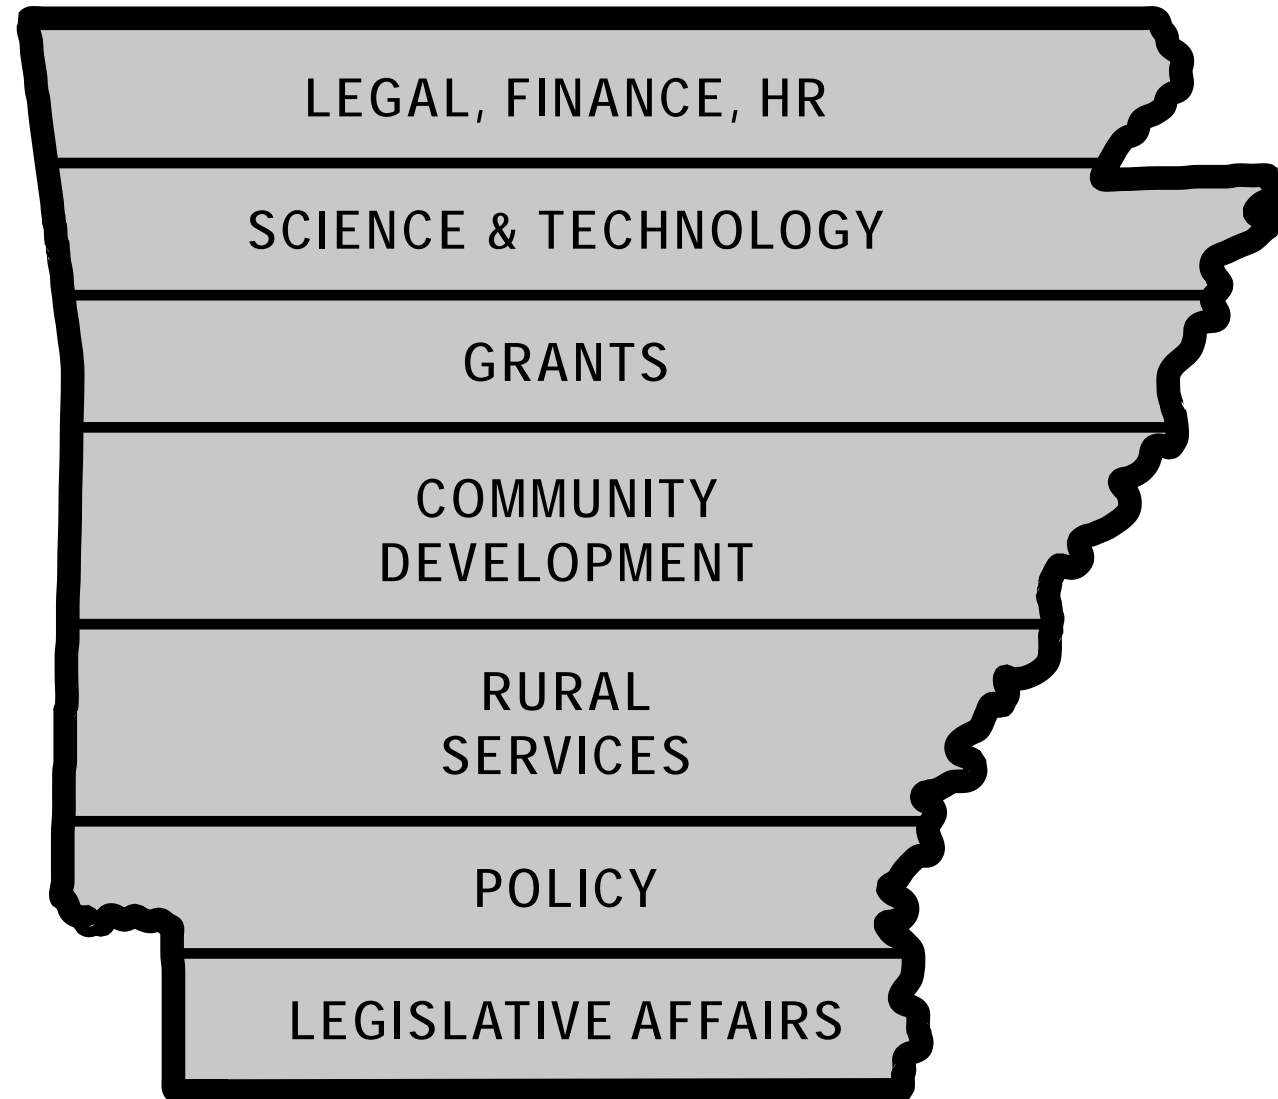 LEGAL, FINANCE, HR
SCIENCE & TECHNOLOGY
GRANTS
COMMUNITY
DEVELOPMENT
RURAL
SERVICES
POLICY
LEGISLATIVE AFFAIRS